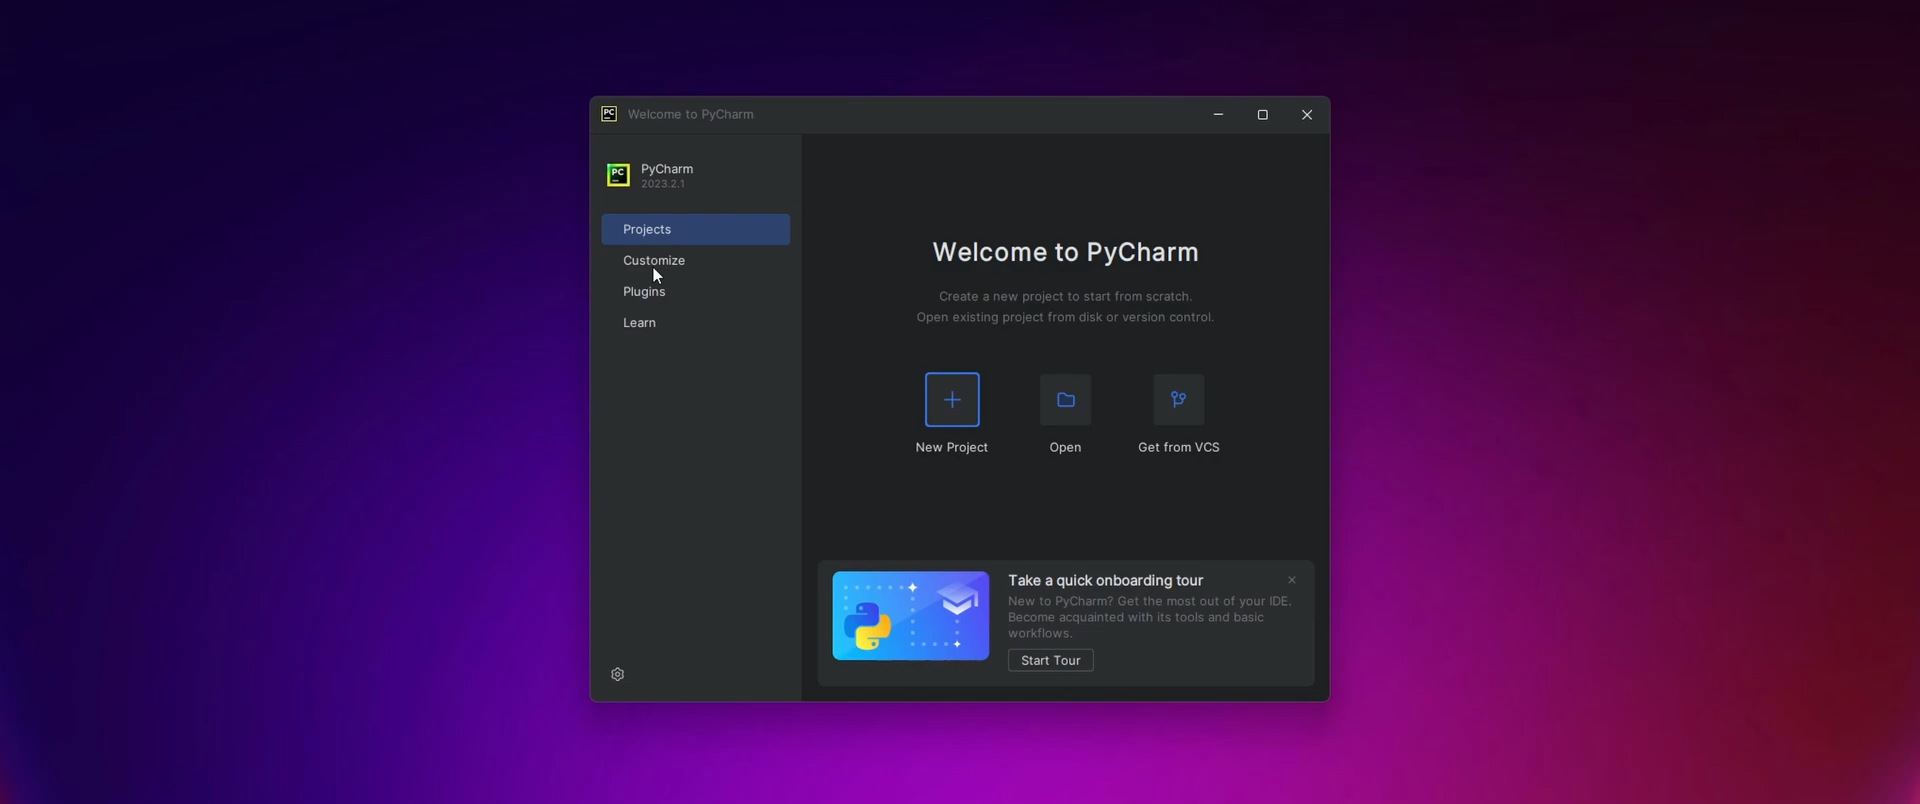 PC Welcome to PyCharm
PC PyCharm
2023.2.1
Projects
Customize
Plugins
Learn
Welcome to PyCharm
Create a new project to start from scratch.
Open existing project from disk or version control.
New Project
Open
Get from VCS
Take a quick onboarding tour
New to PyCharm? Get the most out of your IDE.
Become acquainted with its tools and basic
workflows.
Start Tour